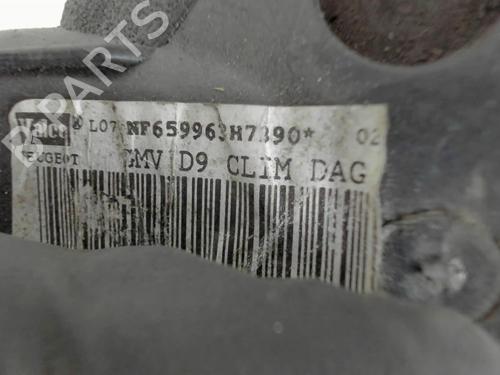 Valeo® L07 NF659963H7390* 02
PEUGEOT GMV D9 CLIM DAG
B-PARTS